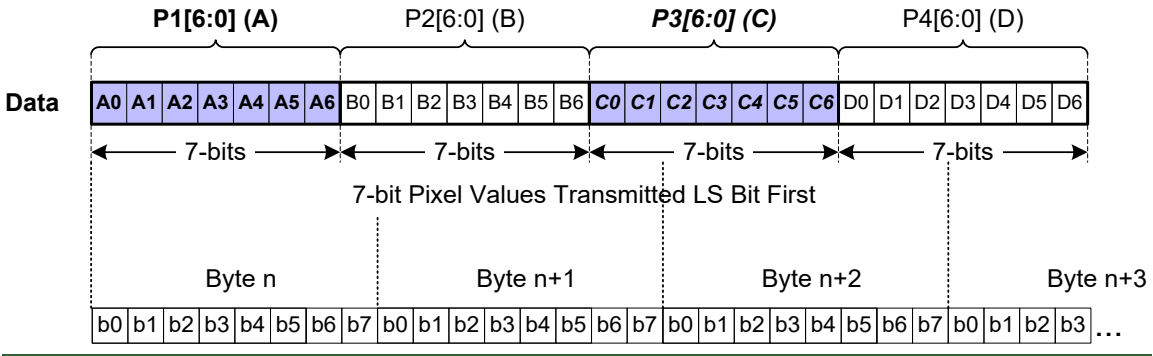 P1[6:0] (A) P2[6:0] (B) P3[6:0] (C) P4[6:0] (D)
Data A0 A1 A2 A3 A4 A5 A6 B0 B1 B2 B3 B4 B5 B6 C0 C1 C2 C3 C4 C5 C6 D0 D1 D2 D3 D4 D5 D6
7-bits 7-bits 7-bits 7-bits
7-bit Pixel Values Transmitted LS Bit First
Byte n Byte n+1 Byte n+2 Byte n+3
b0 b1 b2 b3 b4 b5 b6 b7 b0 b1 b2 b3 b4 b5 b6 b7 b0 b1 b2 b3 b4 b5 b6 b7 b0 b1 b2 b3 ...